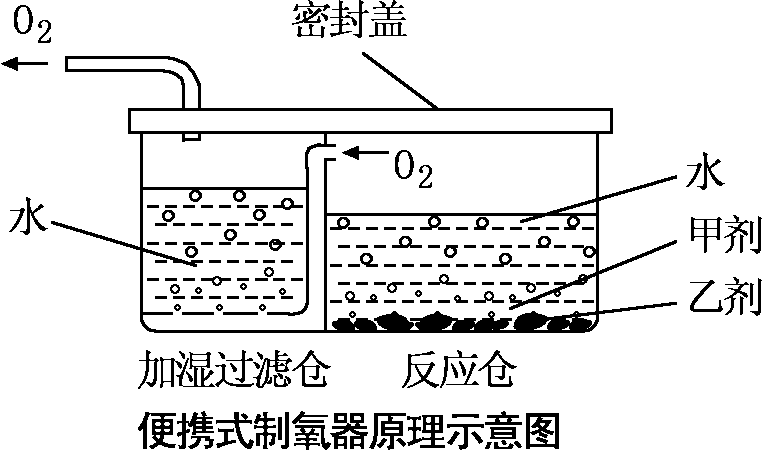 O₂
密封盖
O₂
水
水
甲剂
乙剂
加湿过滤仓
反应仓
便携式制氧器原理示意图